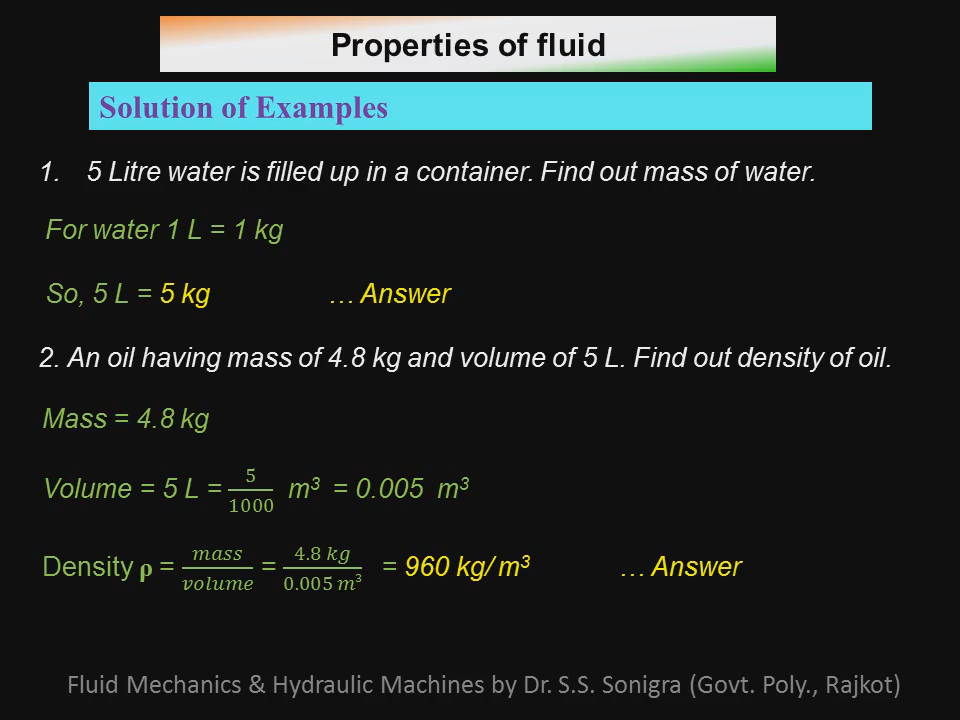 Properties of fluid
Solution of Examples
1. 5 Litre water is filled up in a container. Find out mass of water.
For water 1 L = 1 kg
So, 5 L = 5 kg … Answer
2. An oil having mass of 4.8 kg and volume of 5 L. Find out density of oil.
Mass = 4.8 kg
Volume = 5 L = 5/1000 m³ = 0.005 m³
Density ρ = mass/volume = 4.8 kg/0.005 m³ = 960 kg/ m³ … Answer
Fluid Mechanics & Hydraulic Machines by Dr. S.S. Sonigra (Govt. Poly., Rajkot)